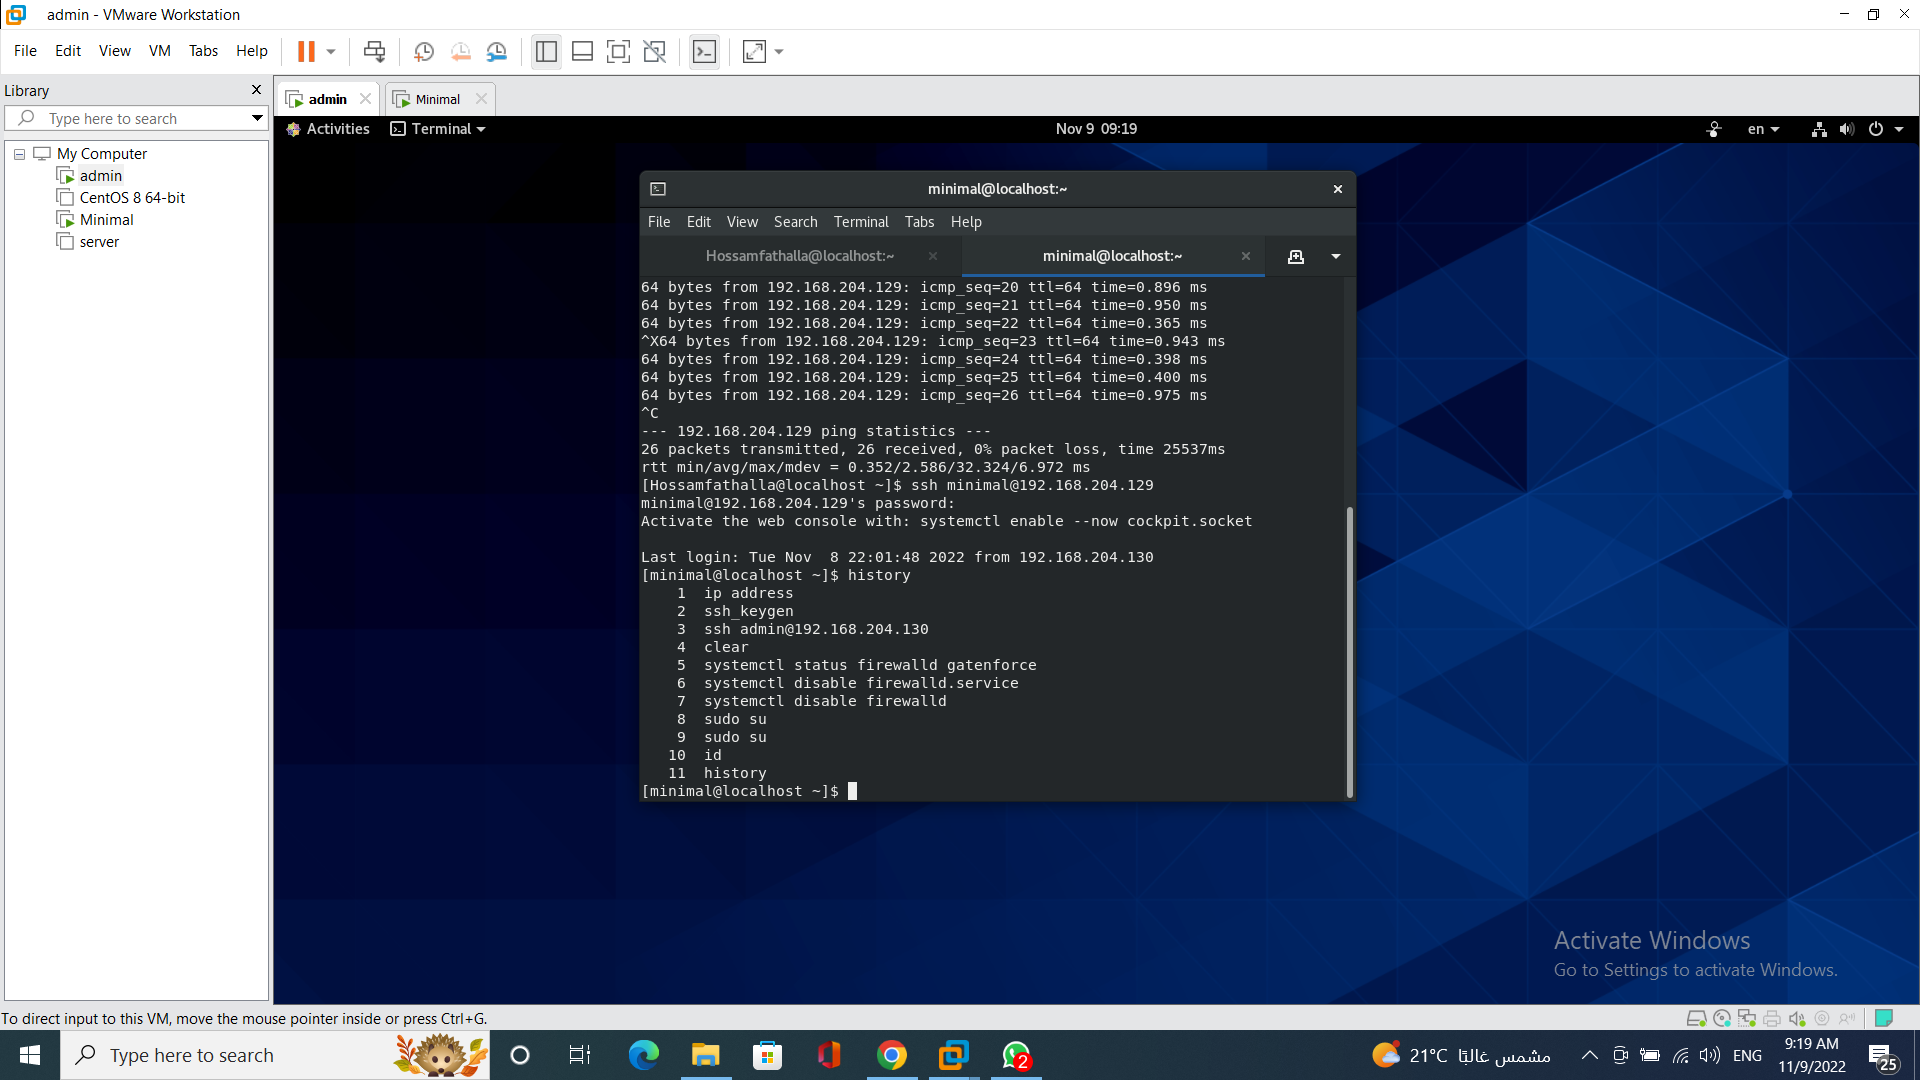 admin - VMware Workstation
File Edit View VM Tabs Help
Library
Type here to search
My Computer
admin
CentOS 8 64-bit
Minimal
server
admin
Minimal
Activities Terminal Nov 9 09:19 en
minimal@localhost:~
File Edit View Search Terminal Tabs Help
Hossamfathalla@localhost:~ minimal@localhost:~
64 bytes from 192.168.204.129: icmp_seq=20 ttl=64 time=0.896 ms
64 bytes from 192.168.204.129: icmp_seq=21 ttl=64 time=0.950 ms
64 bytes from 192.168.204.129: icmp_seq=22 ttl=64 time=0.365 ms
^X64 bytes from 192.168.204.129: icmp_seq=23 ttl=64 time=0.943 ms
64 bytes from 192.168.204.129: icmp_seq=24 ttl=64 time=0.398 ms
64 bytes from 192.168.204.129: icmp_seq=25 ttl=64 time=0.400 ms
64 bytes from 192.168.204.129: icmp_seq=26 ttl=64 time=0.975 ms
^C
--- 192.168.204.129 ping statistics ---
26 packets transmitted, 26 received, 0% packet loss, time 25537ms
rtt min/avg/max/mdev = 0.352/2.586/32.324/6.972 ms
[Hossamfathalla@localhost ~]$ ssh minimal@192.168.204.129
minimal@192.168.204.129's password:
Activate the web console with: systemctl enable --now cockpit.socket
Last login: Tue Nov  8 22:01:48 2022 from 192.168.204.130
[minimal@localhost ~]$ history
1 ip address
2 ssh_keygen
3 ssh admin@192.168.204.130
4 clear
5 systemctl status firewalld gatenforce
6 systemctl disable firewalld.service
7 systemctl disable firewalld
8 sudo su
9 sudo su
10 id
11 history
[minimal@localhost ~]$
Activate Windows
Go to Settings to activate Windows.
To direct input to this VM, move the mouse pointer inside or press Ctrl+G.
Type here to search
2
21°C مشمس غالبًا
ENG
9:19 AM
11/9/2022
25